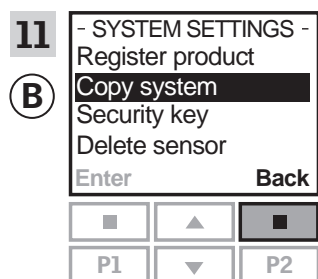 11
B
- SYSTEM SETTINGS -
Register product
Copy system
Security key
Delete sensor
Enter Back
P1 P2